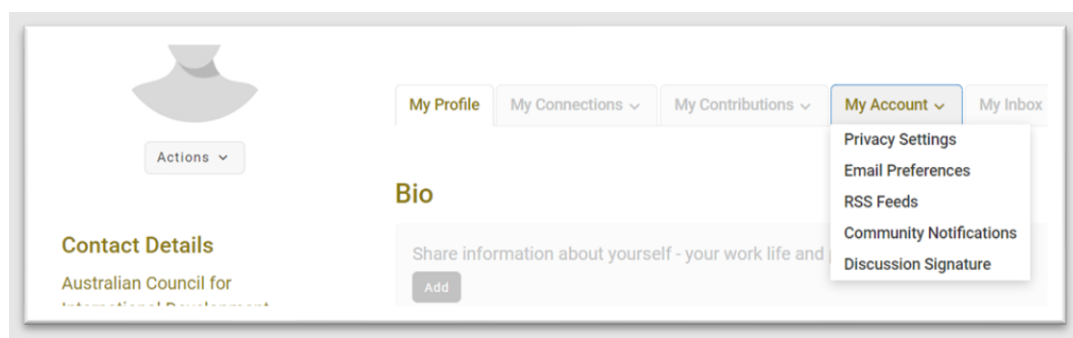 My Profile
My Connections
My Contributions
My Account
My Inbox
Privacy Settings
Email Preferences
RSS Feeds
Community Notifications
Discussion Signature
Actions
Bio
Share information about yourself - your work life and
Add
Contact Details
Australian Council for